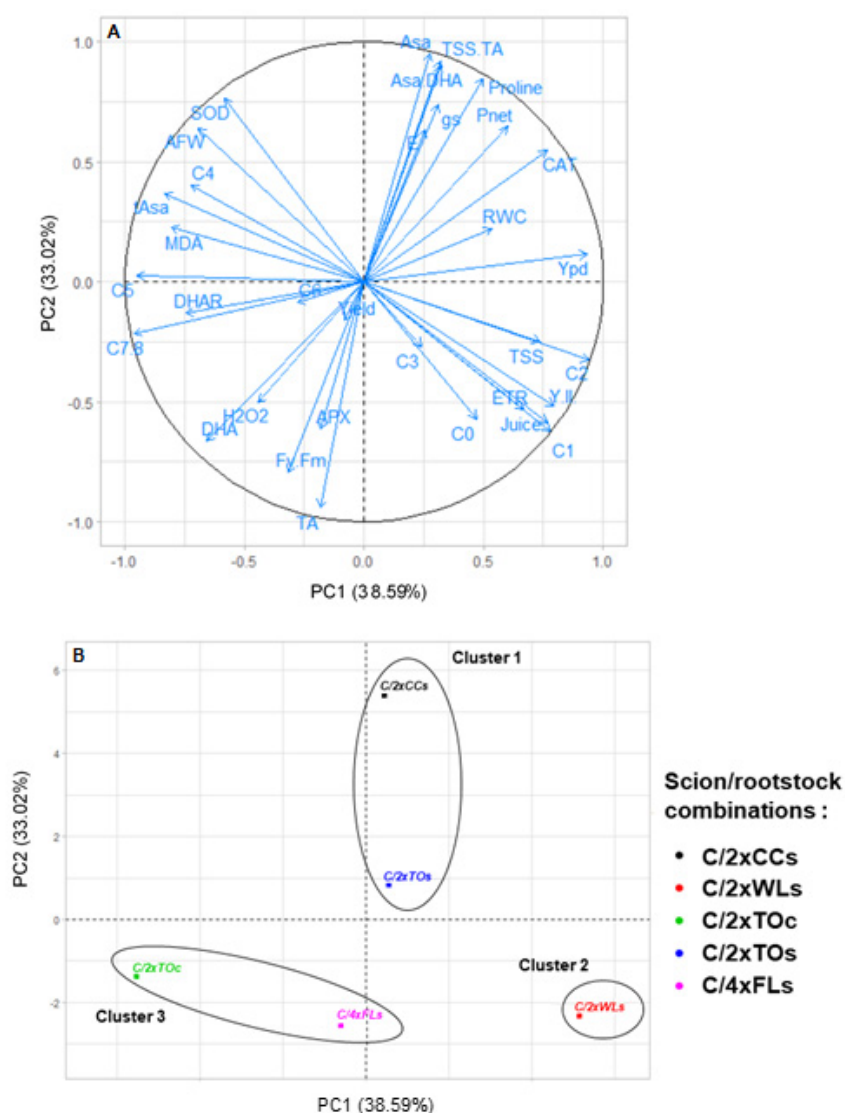 A
1.0
0.5
0.0
-0.5
-1.0
PC2 (33.02%)
Asa
TSS.TA
Asa.DHA
Proline
Pnet
gs
E
SOD
AFW
C4
CAT
tAsa
RWC
MDA
Ypd
C5
C6
DHAR
Yield
C7.8
C3
TSS
C2
ETR
Y.II.
H2O2
APX
C0
Juices
DHA
C1
Fv.Fm
TA
-1.0
-0.5
0.0
0.5
1.0
PC1 (38.59%)
B
Cluster 1
6
C/2xCCs
4
PC2 (33.02%)
2
C/2xTOs
0
Cluster 2
C/2xTOc
-2
C/4xFLs
C/2xWLs
Cluster 3
PC1 (38.59%)
Scion/rootstock
combinations :
C/2xCCs
C/2xWLs
C/2xTOc
C/2xTOs
C/4xFLs